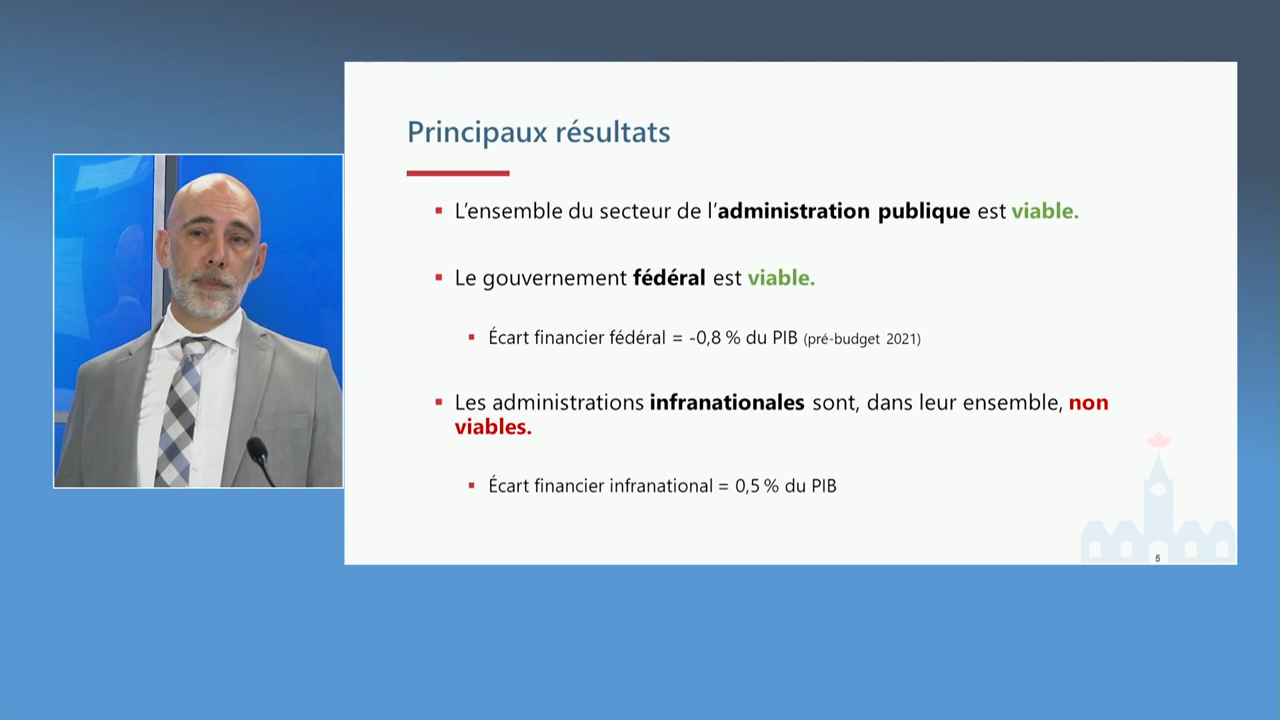 Principaux résultats
L'ensemble du secteur de l'administration publique est viable.
Le gouvernement fédéral est viable.
Écart financier fédéral = -0,8 % du PIB (pré-budget 2021)
Les administrations infranationales sont, dans leur ensemble, non
viables.
Écart financier infranational = 0,5 % du PIB
5